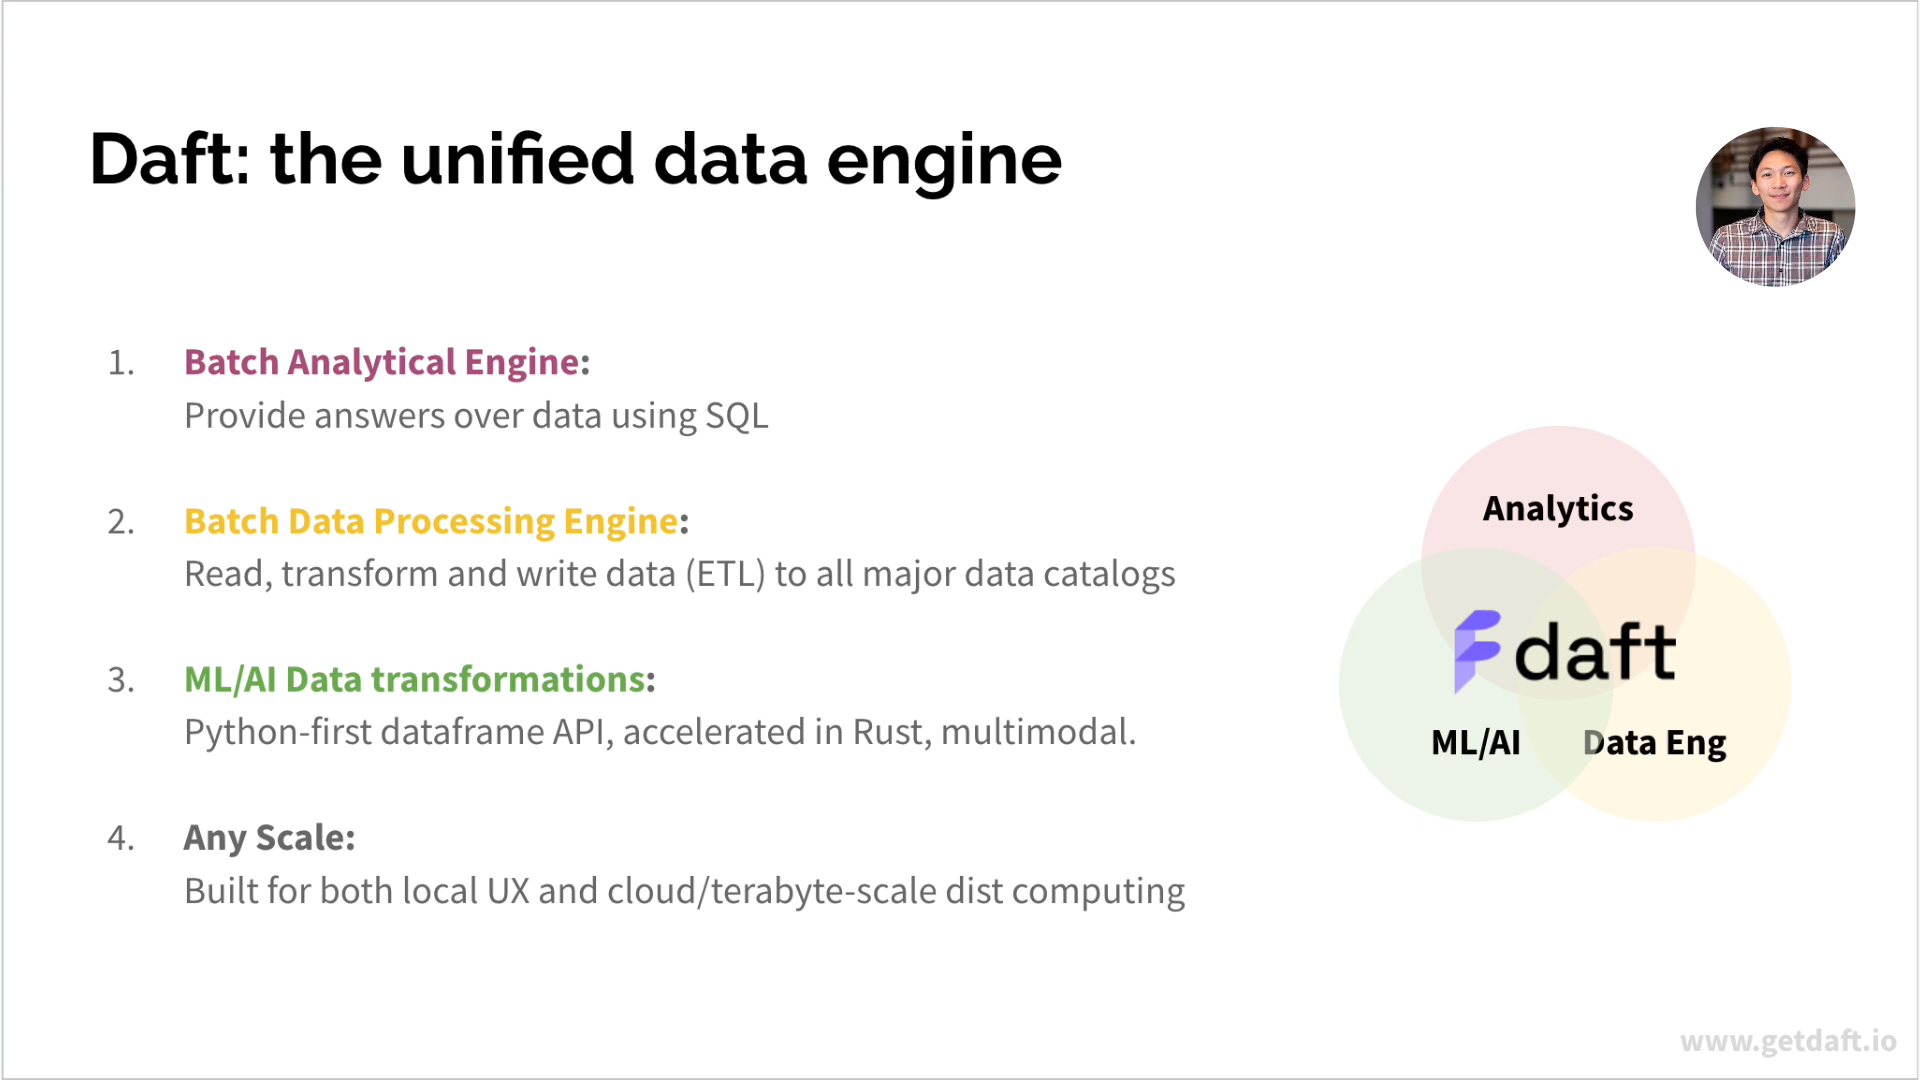 Daft: the unified data engine
1. Batch Analytical Engine:
Provide answers over data using SQL
2. Batch Data Processing Engine:
Read, transform and write data (ETL) to all major data catalogs
3. ML/AI Data transformations:
Python-first dataframe API, accelerated in Rust, multimodal.
4. Any Scale:
Built for both local UX and cloud/terabyte-scale dist computing
Analytics
daft
ML/AI
Data Eng
www.getdaft.io